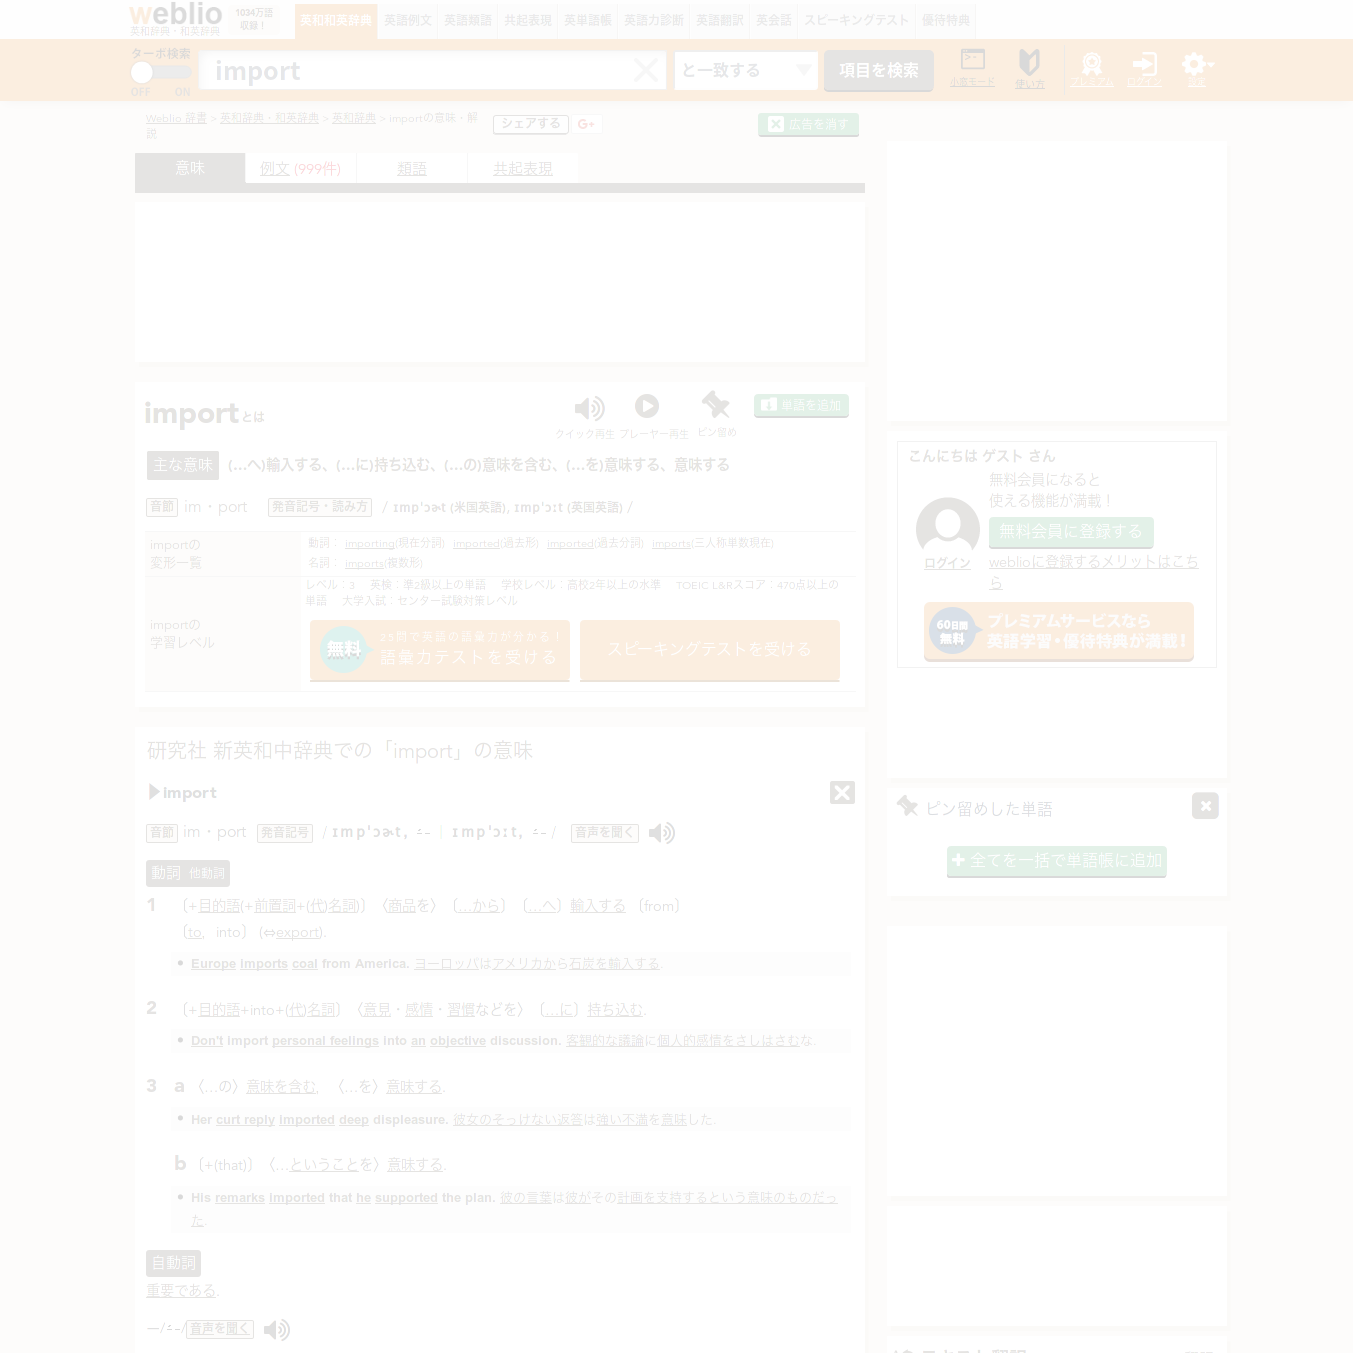 weblio
英和辞典・和英辞典
1034万語
収録！
英和和英辞典 英語例文 英語類語 共起表現 英単語帳 英語力診断 英語翻訳 英会話 スピーキングテスト 優待特典
ターボ検索
OFF ON
import
と一致する
項目を検索
小窓モード 使い方 プレミアム ログイン 設定
Weblio 辞書 > 英和辞典・和英辞典 > 英和辞典 > importの意味・解説
シェアする G+ 広告を消す
意味 例文 (999件) 類語 共起表現
importとは
クイック再生 プレーヤー再生 ピン留め 単語を追加
主な意味 (…へ)輸入する、(…に)持ち込む、(…の)意味を含む、(…を)意味する、意味する
音節 im・port 発音記号・読み方 / ɪmpˈɔɚt (米国英語), ɪmpˈɔːt (英国英語) /
importの
変形一覧
動詞： importing(現在分詞) imported(過去形) imported(過去分詞) imports(三人称単数現在)
名詞： imports(複数形)
importの
学習レベル
レベル：3 英検：準2級以上の単語 学校レベル：高校2年以上の水準 TOEIC L&Rスコア：470点以上の
単語 大学入試：センター試験対策レベル
無料 25問で英語の語彙力が分かる！
語彙力テストを受ける
スピーキングテストを受ける
研究社 新英和中辞典での「import」の意味
import
音節 im・port 発音記号 / ɪmpˈɔɚt, ‐́‐ | ɪmpˈɔːt, ‐́‐ / 音声を聞く
動詞 他動詞
1 〔+目的語(+前置詞+(代)名詞)〕〈商品を〉〔…から〕〔…へ〕輸入する 〔from〕
〔to, into〕 (⇔export).
Europe imports coal from America. ヨーロッパはアメリカから石炭を輸入する.
2 〔+目的語+into+(代)名詞〕〈意見・感情・習慣などを〉〔…に〕持ち込む.
Don't import personal feelings into an objective discussion. 客観的な議論に個人的感情をさしはさむな.
3 a 〈…の〉意味を含む, 〈…を〉意味する.
Her curt reply imported deep displeasure. 彼女のそっけない返答は強い不満を意味した.
b 〔+(that)〕〈…ということを〉意味する.
His remarks imported that he supported the plan. 彼の言葉は彼がその計画を支持するという意味のものだっ
た.
自動詞
重要である.
—/‐́‐/音声を聞く
こんにちは ゲスト さん
ログイン
無料会員になると
使える機能が満載！
無料会員に登録する
weblioに登録するメリットはこち
ら
60日間
無料
プレミアムサービスなら
英語学習・優待特典が満載！
ピン留めした単語
全てを一括で単語帳に追加